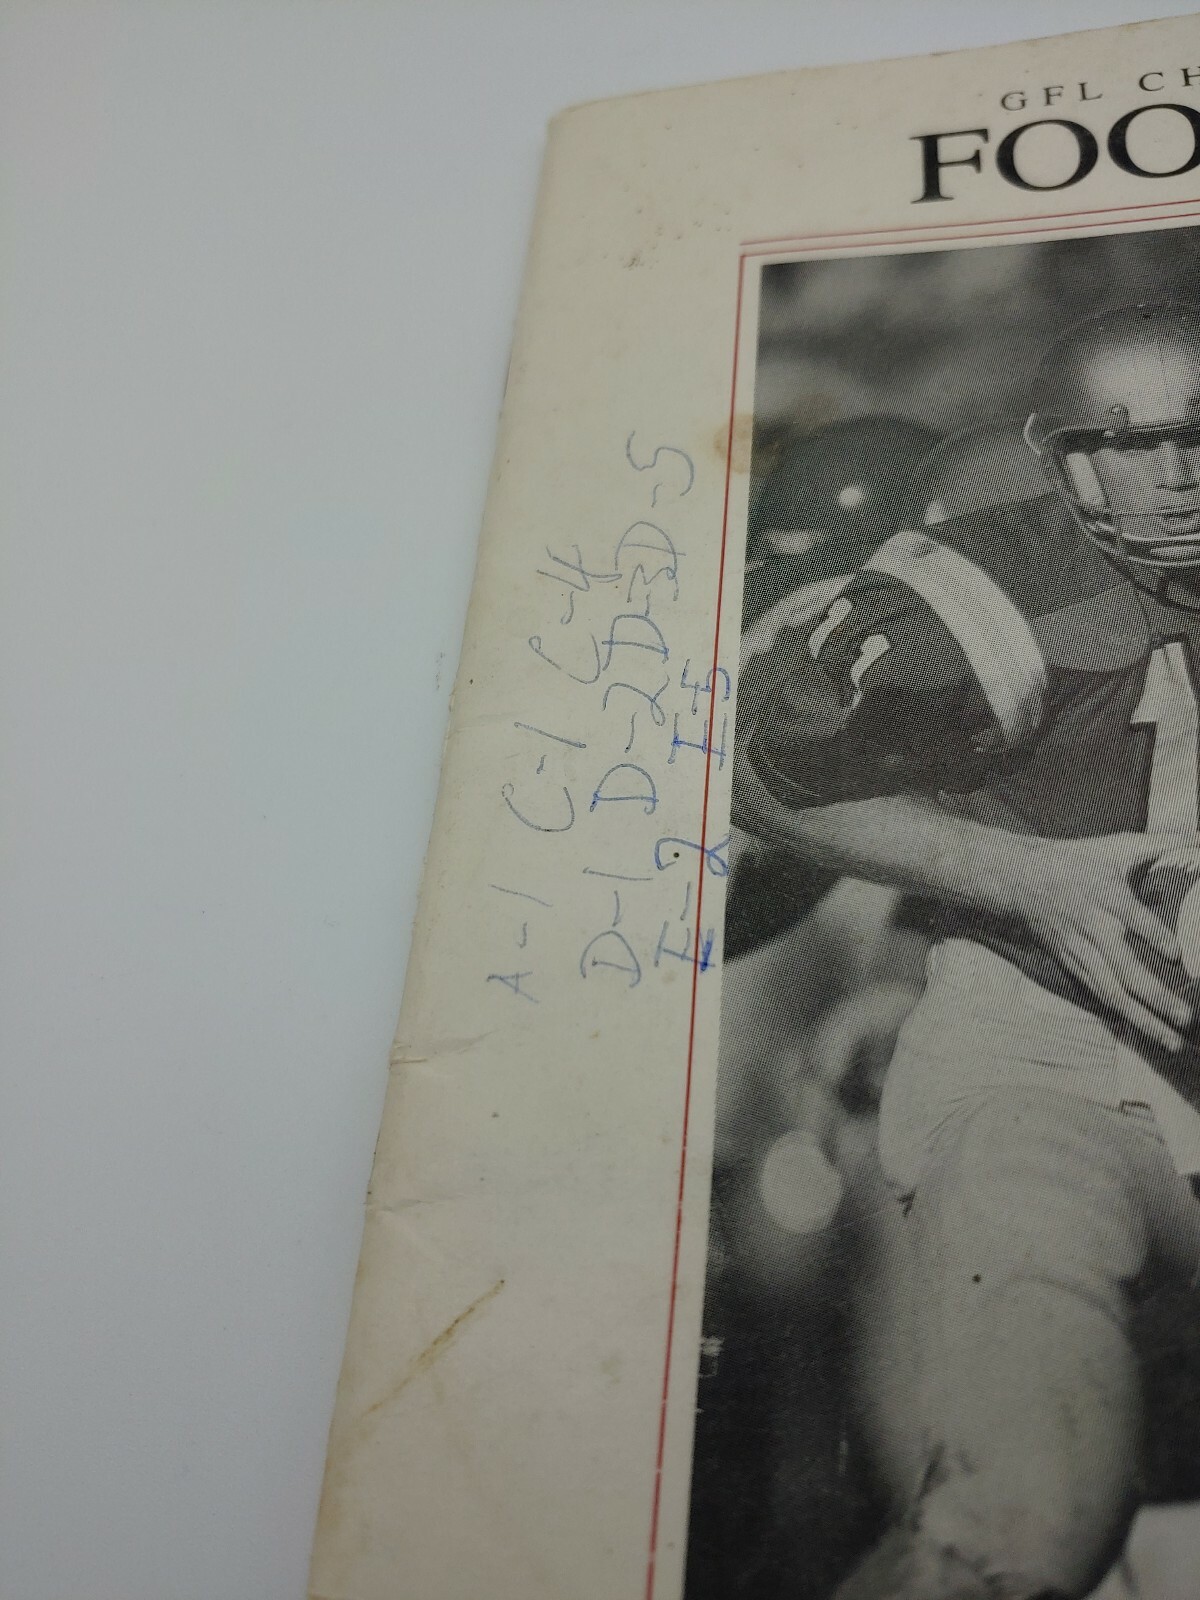 GFL CH
FOO
A-1 C-1 C-4
D-1 D-2 D-3 D-5
E-2 I-5